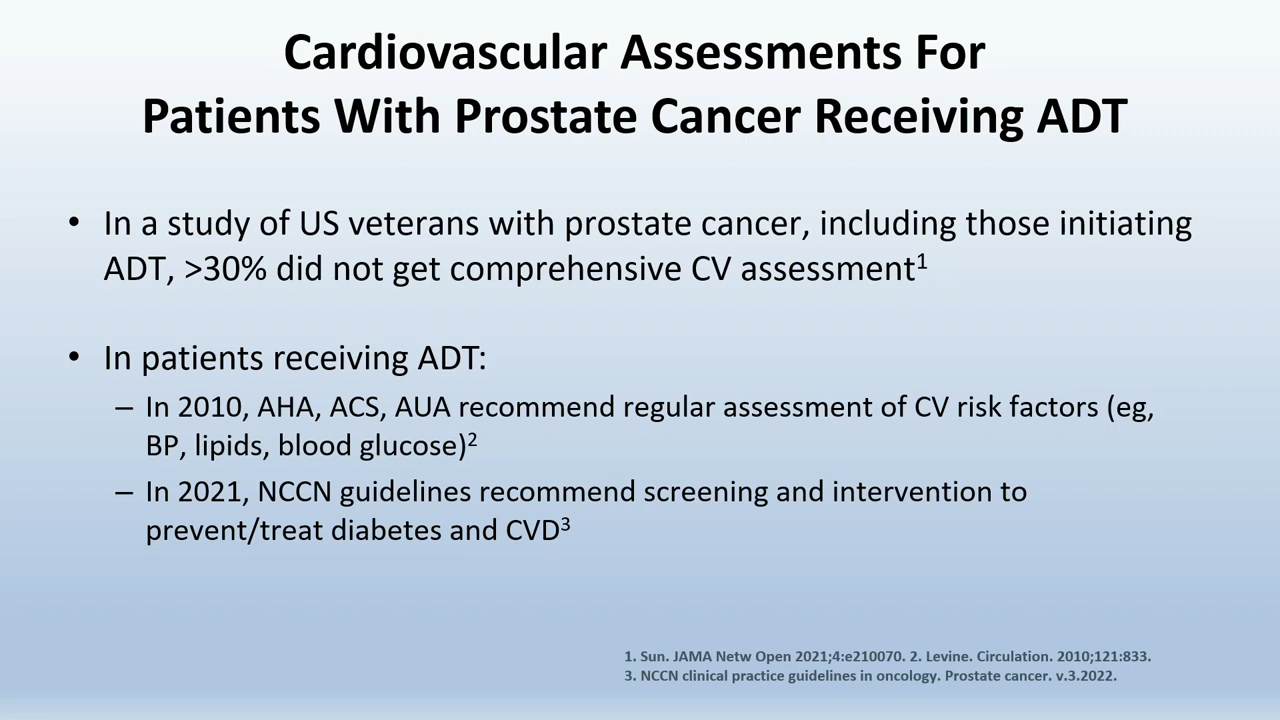 Cardiovascular Assessments For
Patients With Prostate Cancer Receiving ADT
• In a study of US veterans with prostate cancer, including those initiating
ADT, >30% did not get comprehensive CV assessment¹
• In patients receiving ADT:
– In 2010, AHA, ACS, AUA recommend regular assessment of CV risk factors (eg,
BP, lipids, blood glucose)²
– In 2021, NCCN guidelines recommend screening and intervention to
prevent/treat diabetes and CVD³
1. Sun. JAMA Netw Open 2021;4:e210070. 2. Levine. Circulation. 2010;121:833.
3. NCCN clinical practice guidelines in oncology. Prostate cancer. v.3.2022.